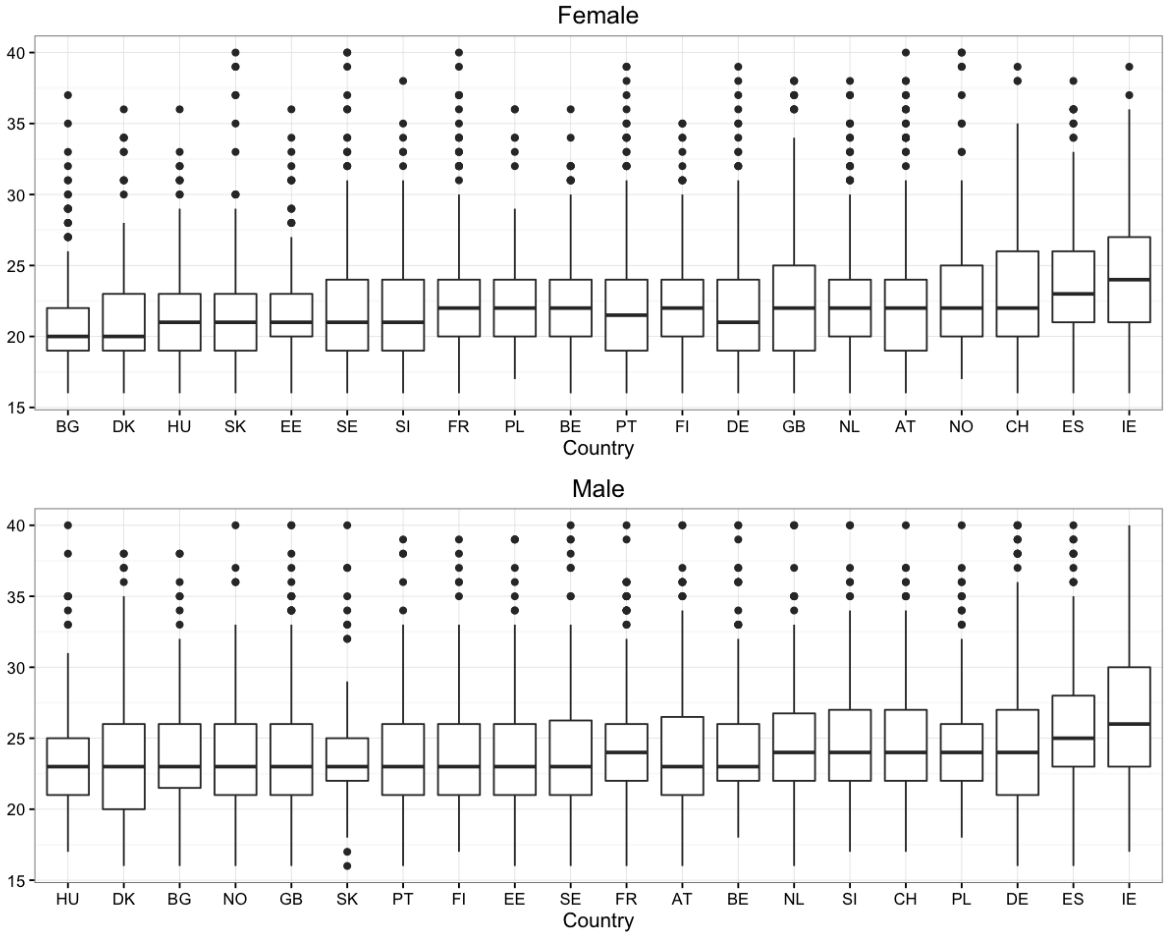 Female
40
35
30
25
20
15
BG DK HU SK EE SE SI FR PL BE PT FI DE GB NL AT NO CH ES IE
Country
Male
40
35
30
25
20
15
HU DK BG NO GB SK PT FI EE SE FR AT BE NL SI CH PL DE ES IE
Country